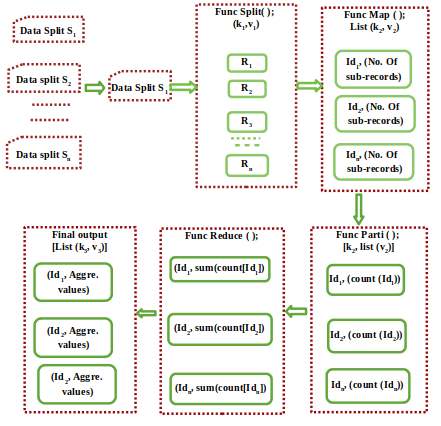 Data Split S1
Data split S2
Data split Sn
Data Split S1
Func Split( );
(k1,v1)
R1
R2
R3
Rn
Func Map ( );
List (k2, v2)
Id1, (No. Of
sub-records)
Id2, (No. Of
sub-records)
Idn, (No. Of
sub-records)
Func Parti ( );
[k2, list (v2)]
Id1, (count (Id1))
Id2, (count (Id2))
Idn, (count (Idn))
Func Reduce ( );
(Id1, sum(count[Id1])
(Id2, sum(count[Id2])
(Idn, sum(count[Idn])
Final output
[List (k3, v3)]
(Id1, Aggre.
values)
(Id2, Aggre.
values)
(Id2, Aggre.
values)